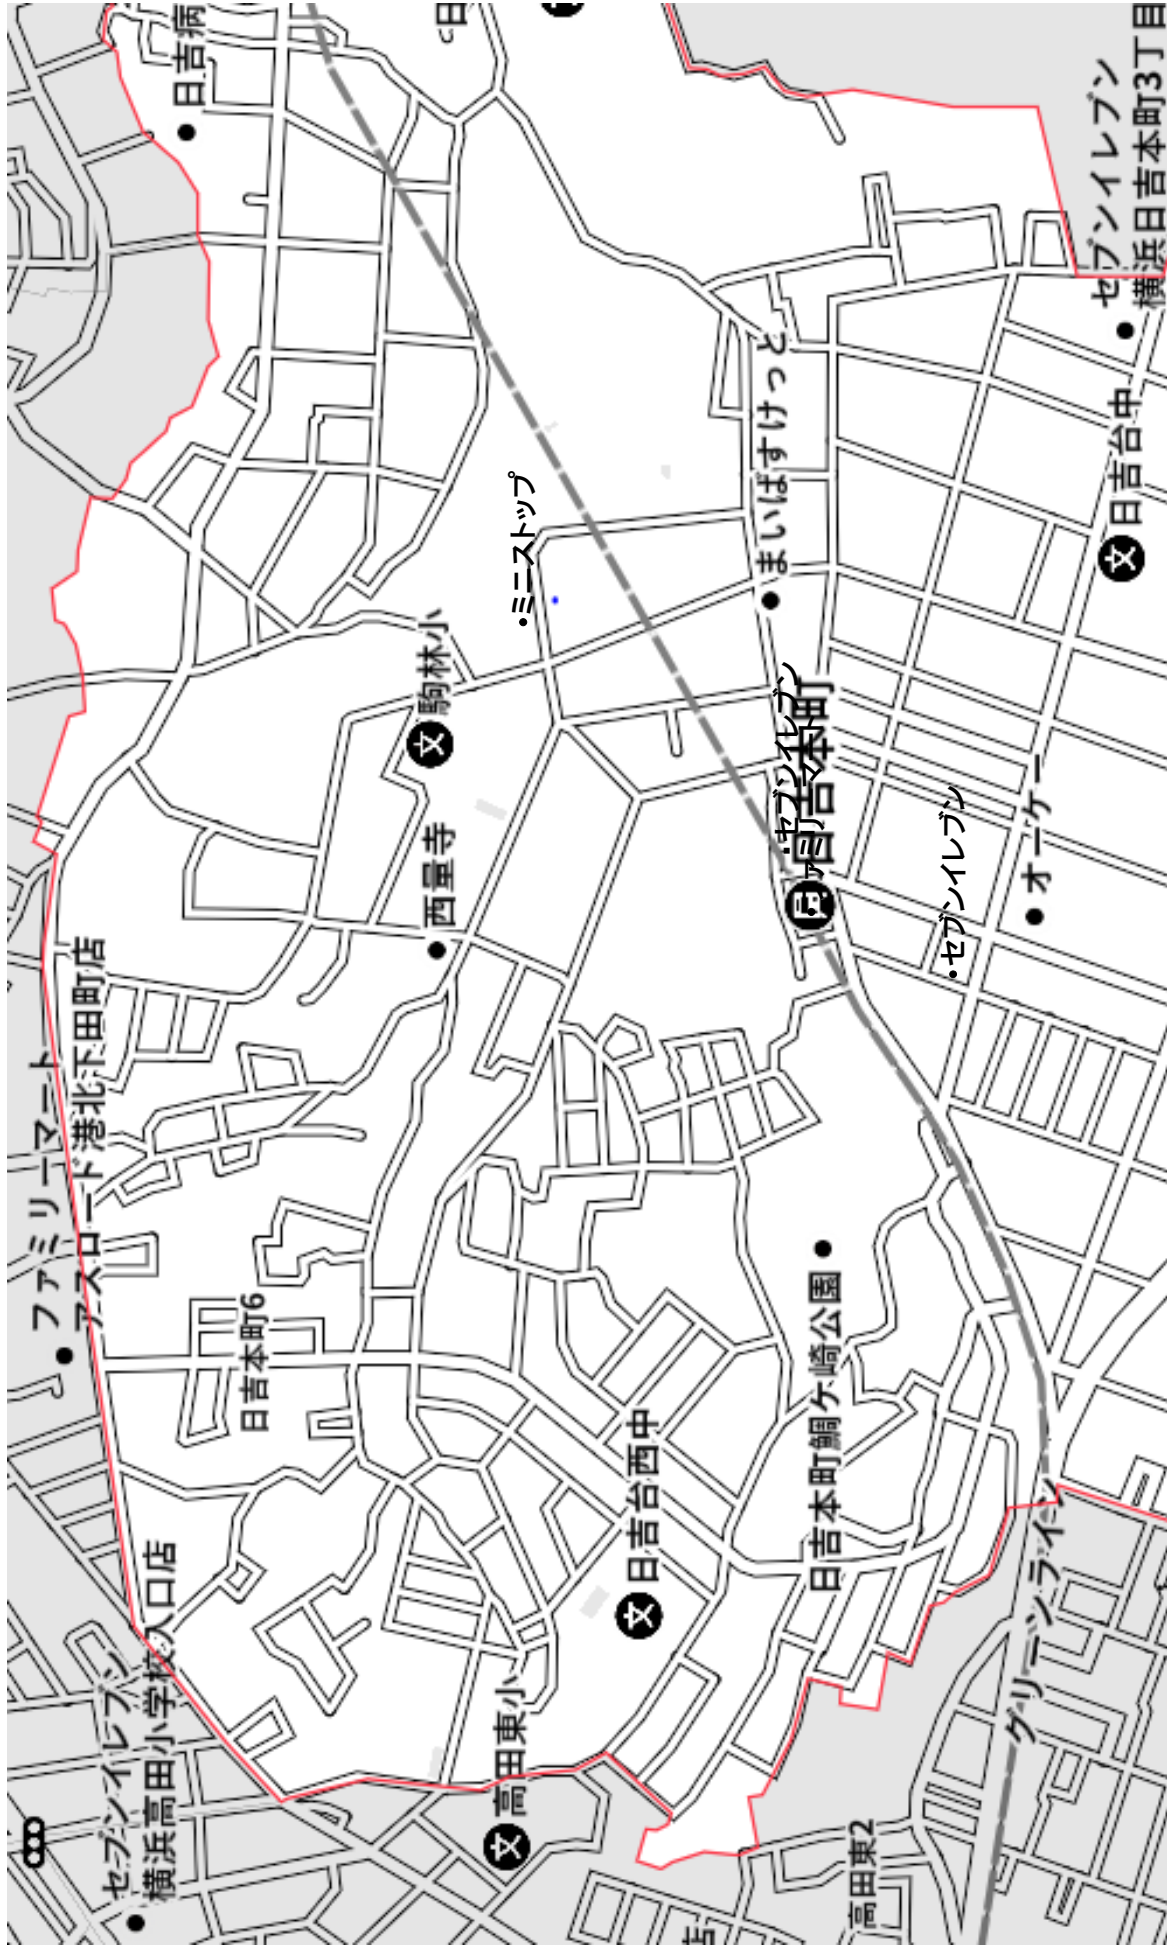 日吉病
セブンイレブン
横浜日吉本町3丁目
日吉台中
まいばすけっと
ミニストップ
駒林小
セブンイレブン
日吉本町
セブンイレブン
オーケー
西量寺
ファミリーマート
アスロード港北下田町店
日吉本町6
日吉台西中
日吉本町鯛ケ崎公園
グリーンライン
セブンイレブン
横浜高田小学校入口店
高田東小
高田東2
店